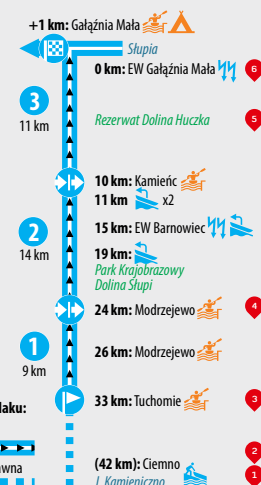 +1 km: Gałąźnia Mała
Słupia
0 km: EW Gałąźnia Mała
6
3
11 km
Rezerwat Dolina Huczka
5
10 km: Kamieńc
11 km x2
2
14 km
15 km: EW Barnowiec
19 km:
Park Krajobrazowy
Dolina Słupi
24 km: Modrzejewo
4
1
9 km
26 km: Modrzejewo
33 km: Tuchomie
3
laku:
2
(42 km): Ciemno
awna
J. Kamieniczno
1